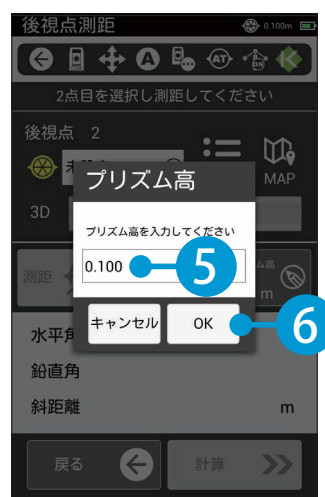 後視点測距 0.100m
A AT ON
2点目を選択し測距してください
後視点 2
MAP
3D
プリズム高
プリズム高を入力してください
0.100 5
測距 m
キャンセル OK 6
水平角
鉛直角
斜距離 m
戻る 計算